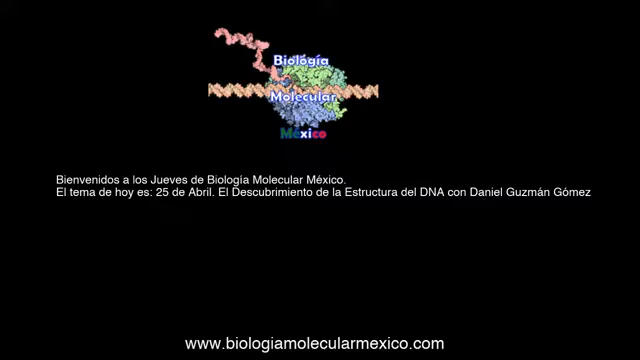 Biología
Molecular
México
Bienvenidos a los Jueves de Biología Molecular México.
El tema de hoy es: 25 de Abril. El Descubrimiento de la Estructura del DNA con Daniel Guzmán Gómez
www.biologiamolecularmexico.com